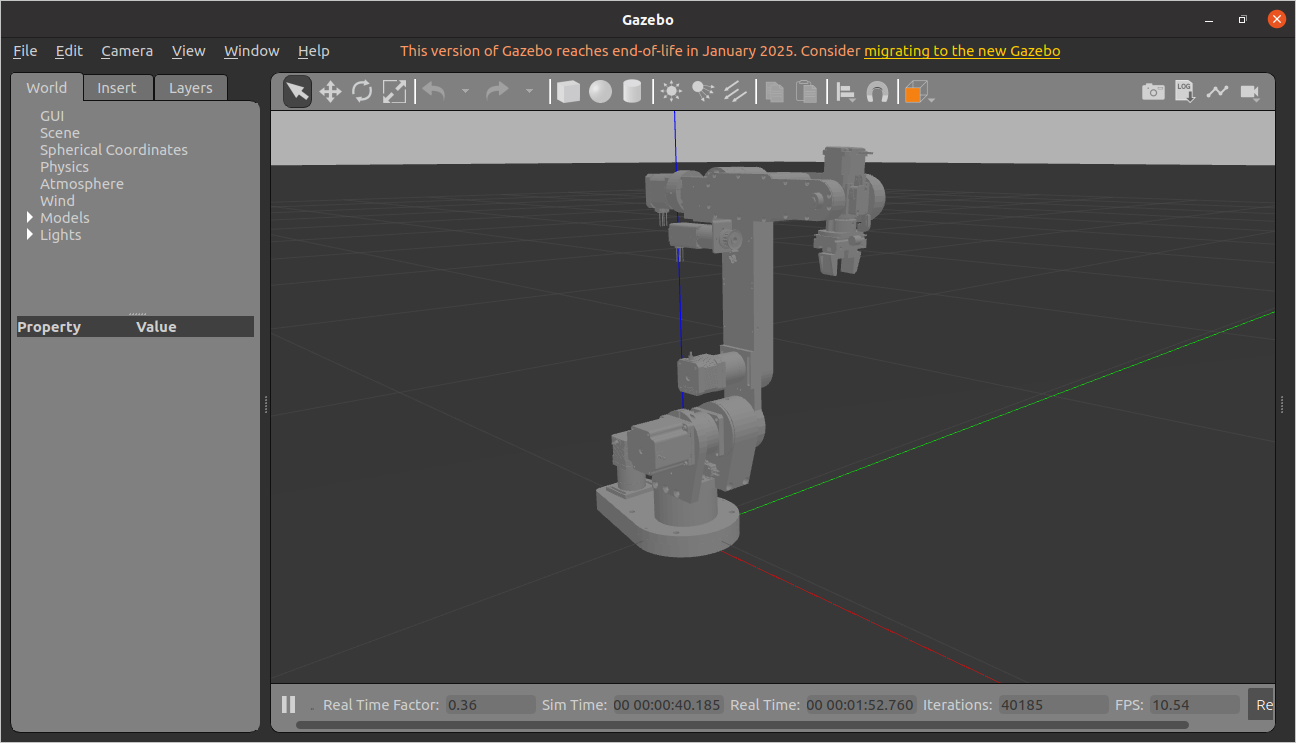 Gazebo
File Edit Camera View Window Help This version of Gazebo reaches end-of-life in January 2025. Consider migrating to the new Gazebo
World Insert Layers
LOG
GUI
Scene
Spherical Coordinates
Physics
Atmosphere
Wind
Models
Lights
Property Value
Real Time Factor: 0.36 Sim Time: 00 00:00:40.185 Real Time: 00 00:01:52.760 Iterations: 40185 FPS: 10.54 Re